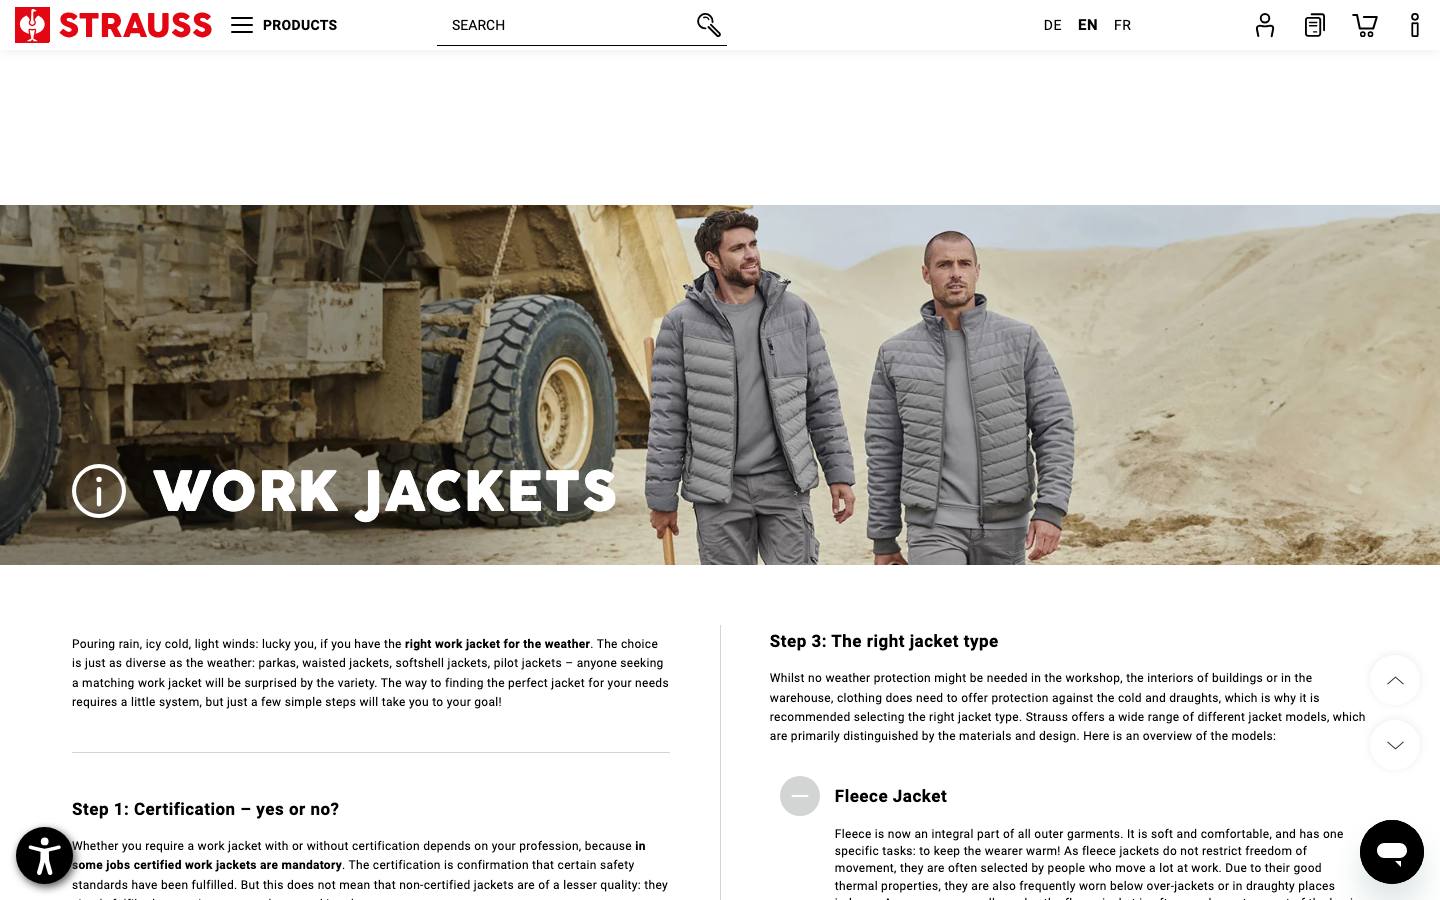 STRAUSS
PRODUCTS
SEARCH
DE EN FR
WORK JACKETS
Pouring rain, icy cold, light winds: lucky you, if you have the right work jacket for the weather. The choice
is just as diverse as the weather: parkas, waisted jackets, softshell jackets, pilot jackets – anyone seeking
a matching work jacket will be surprised by the variety. The way to finding the perfect jacket for your needs
requires a little system, but just a few simple steps will take you to your goal!
Step 1: Certification – yes or no?
Whether you require a work jacket with or without certification depends on your profession, because in
some jobs certified work jackets are mandatory. The certification is confirmation that certain safety
standards have been fulfilled. But this does not mean that non-certified jackets are of a lesser quality: they
Step 3: The right jacket type
Whilst no weather protection might be needed in the workshop, the interiors of buildings or in the
warehouse, clothing does need to offer protection against the cold and draughts, which is why it is
recommended selecting the right jacket type. Strauss offers a wide range of different jacket models, which
are primarily distinguished by the materials and design. Here is an overview of the models:
Fleece Jacket
Fleece is now an integral part of all outer garments. It is soft and comfortable, and has one
specific tasks: to keep the wearer warm! As fleece jackets do not restrict freedom of
movement, they are often selected by people who move a lot at work. Due to their good
thermal properties, they are also frequently worn below over-jackets or in draughty places